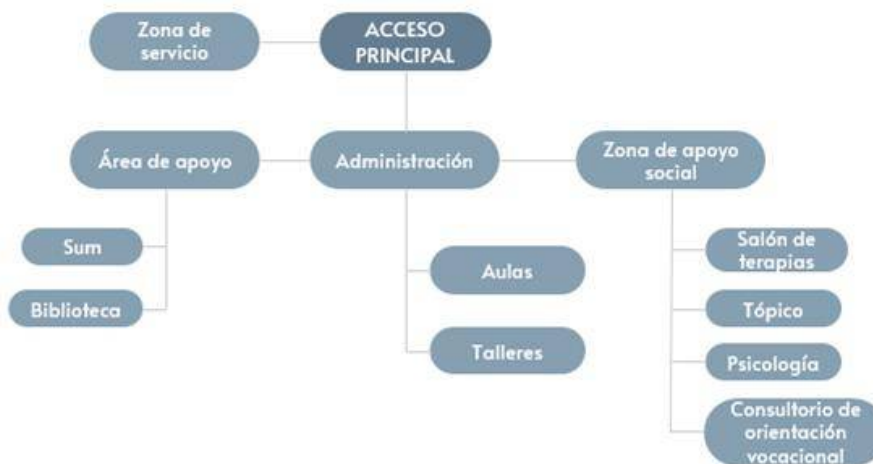 Zona de
servicio
ACCESO
PRINCIPAL
Área de apoyo
Administración
Zona de apoyo
social
Sum
Biblioteca
Aulas
Talleres
Salón de
terapias
Tópico
Psicología
Consultorio de
orientación
vocacional